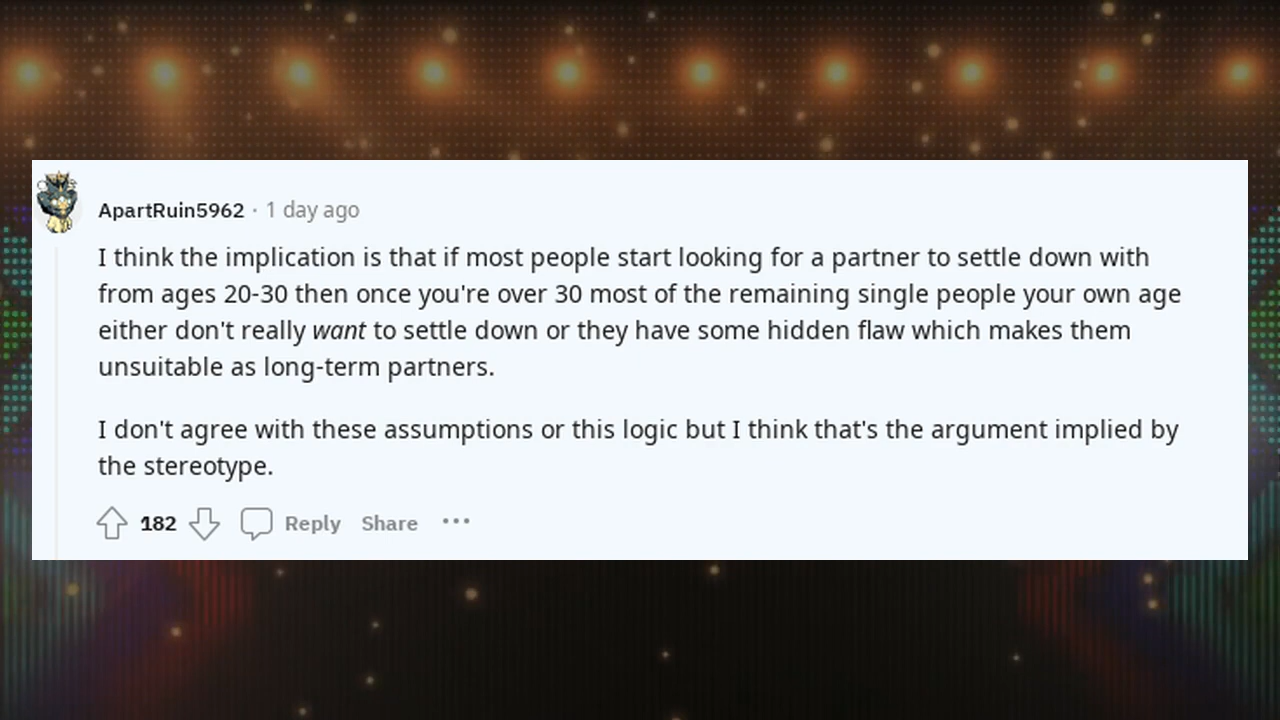 ApartRuin5962 · 1 day ago
I think the implication is that if most people start looking for a partner to settle down with
from ages 20-30 then once you're over 30 most of the remaining single people your own age
either don't really want to settle down or they have some hidden flaw which makes them
unsuitable as long-term partners.
I don't agree with these assumptions or this logic but I think that's the argument implied by
the stereotype.
182 Reply Share ···